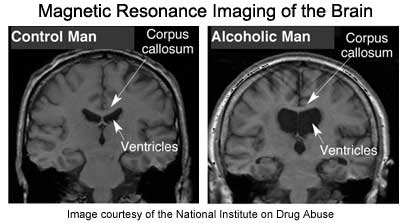 Magnetic Resonance Imaging of the Brain
Control Man
Corpus
callosum
Ventricles
Alcoholic Man
Corpus
callosum
Ventricles
Image courtesy of the National Institute on Drug Abuse